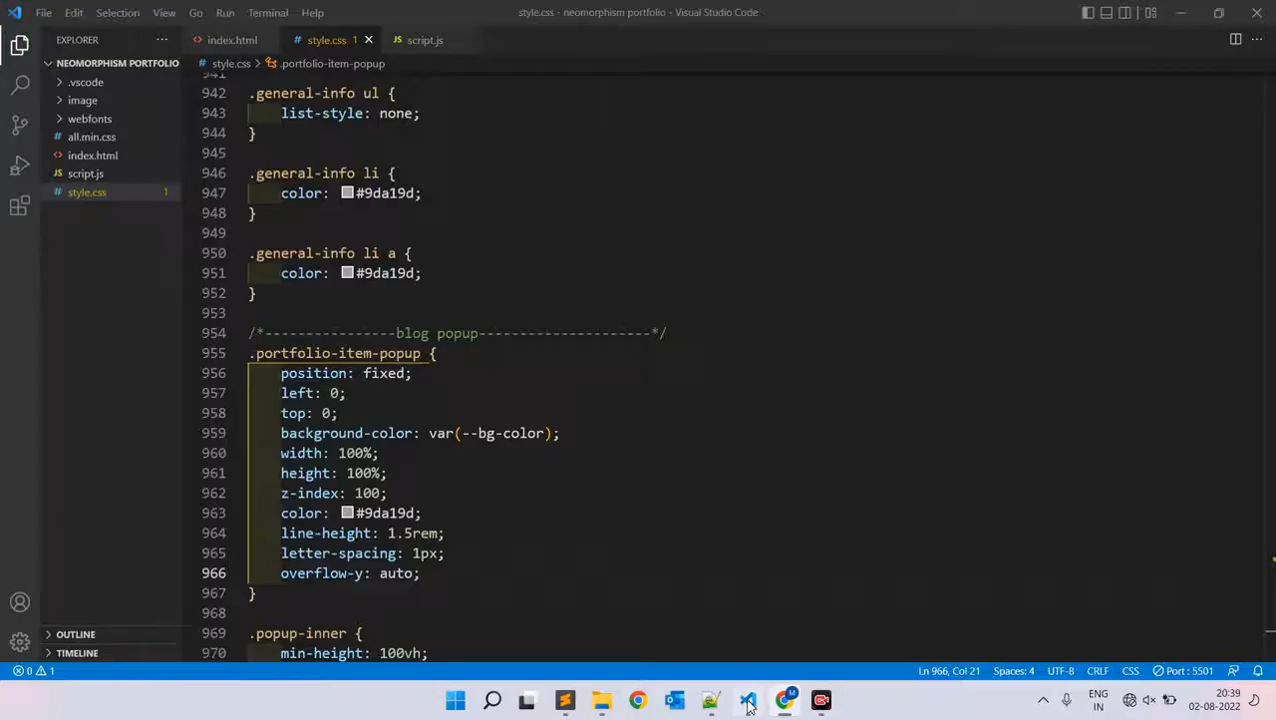 File Edit Selection View Go Run Terminal Help
style.css - neomorphism portfolio - Visual Studio Code
EXPLORER
NEOMORPHISM PORTFOLIO
.vscode
image
webfonts
# all.min.css
<> index.html
JS script.js
# style.css 1
OUTLINE
TIMELINE
<> index.html # style.css 1 JS script.js
# style.css > .portfolio-item-popup
942 .general-info ul {
943 list-style: none;
944 }
945
946 .general-info li {
947 color: #9da19d;
948 }
949
950 .general-info li a {
951 color: #9da19d;
952 }
953
954 /*----------------blog popup---------------------*/
955 .portfolio-item-popup {
956 position: fixed;
957 left: 0;
958 top: 0;
959 background-color: var(--bg-color);
960 width: 100%;
961 height: 100%;
962 z-index: 100;
963 color: #9da19d;
964 line-height: 1.5rem;
965 letter-spacing: 1px;
966 overflow-y: auto;
967 }
968
969 .popup-inner {
970 min-height: 100vh;
0 1 Ln 966, Col 21 Spaces: 4 UTF-8 CRLF CSS Port : 5501
M
ENG
IN
20:39
02-08-2022